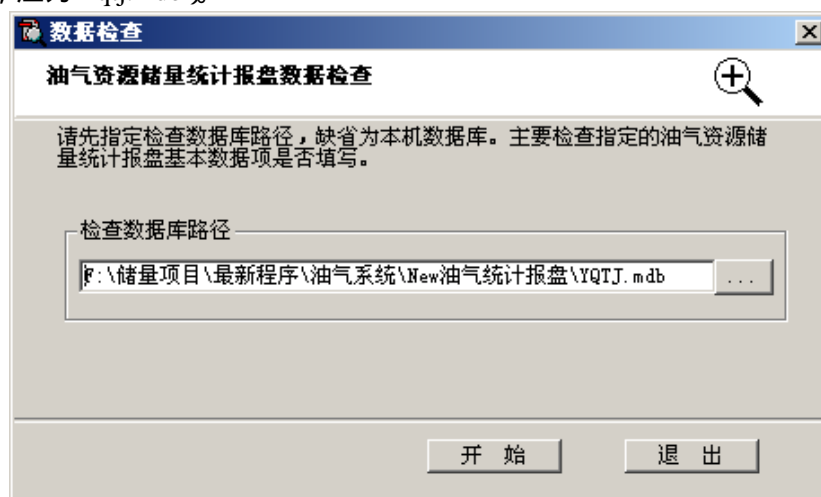 数据检查
油气资源储量统计报盘数据检查
请先指定检查数据库路径，缺省为本机数据库。主要检查指定的油气资源储
量统计报盘基本数据项是否填写。
检查数据库路径
F:\储量项目\最新程序\油气系统\New油气统计报盘\YQTJ.mdb
...
开 始
退 出